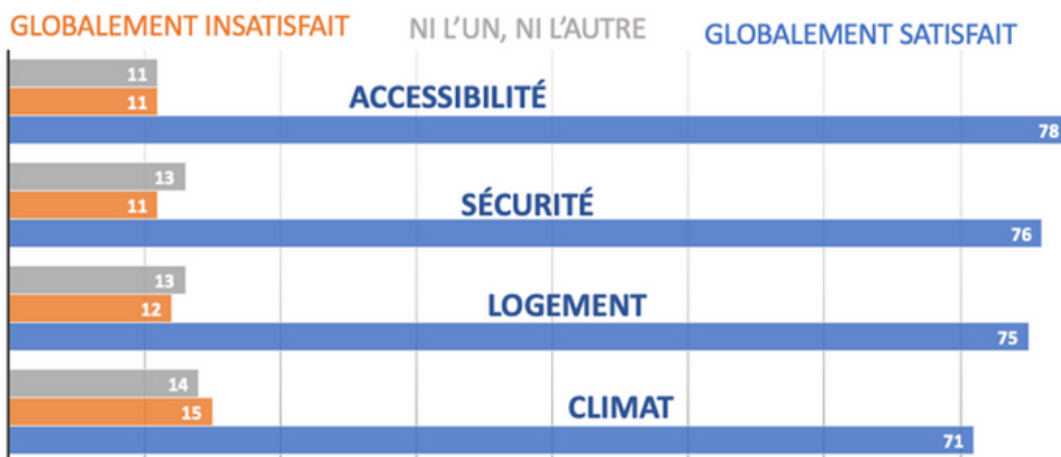 GLOBALEMENT INSATISFAIT
NI L'UN, NI L'AUTRE
GLOBALEMENT SATISFAIT
11
11
ACCESSIBILITÉ
78
13
11
SÉCURITÉ
76
13
12
LOGEMENT
75
14
15
CLIMAT
71